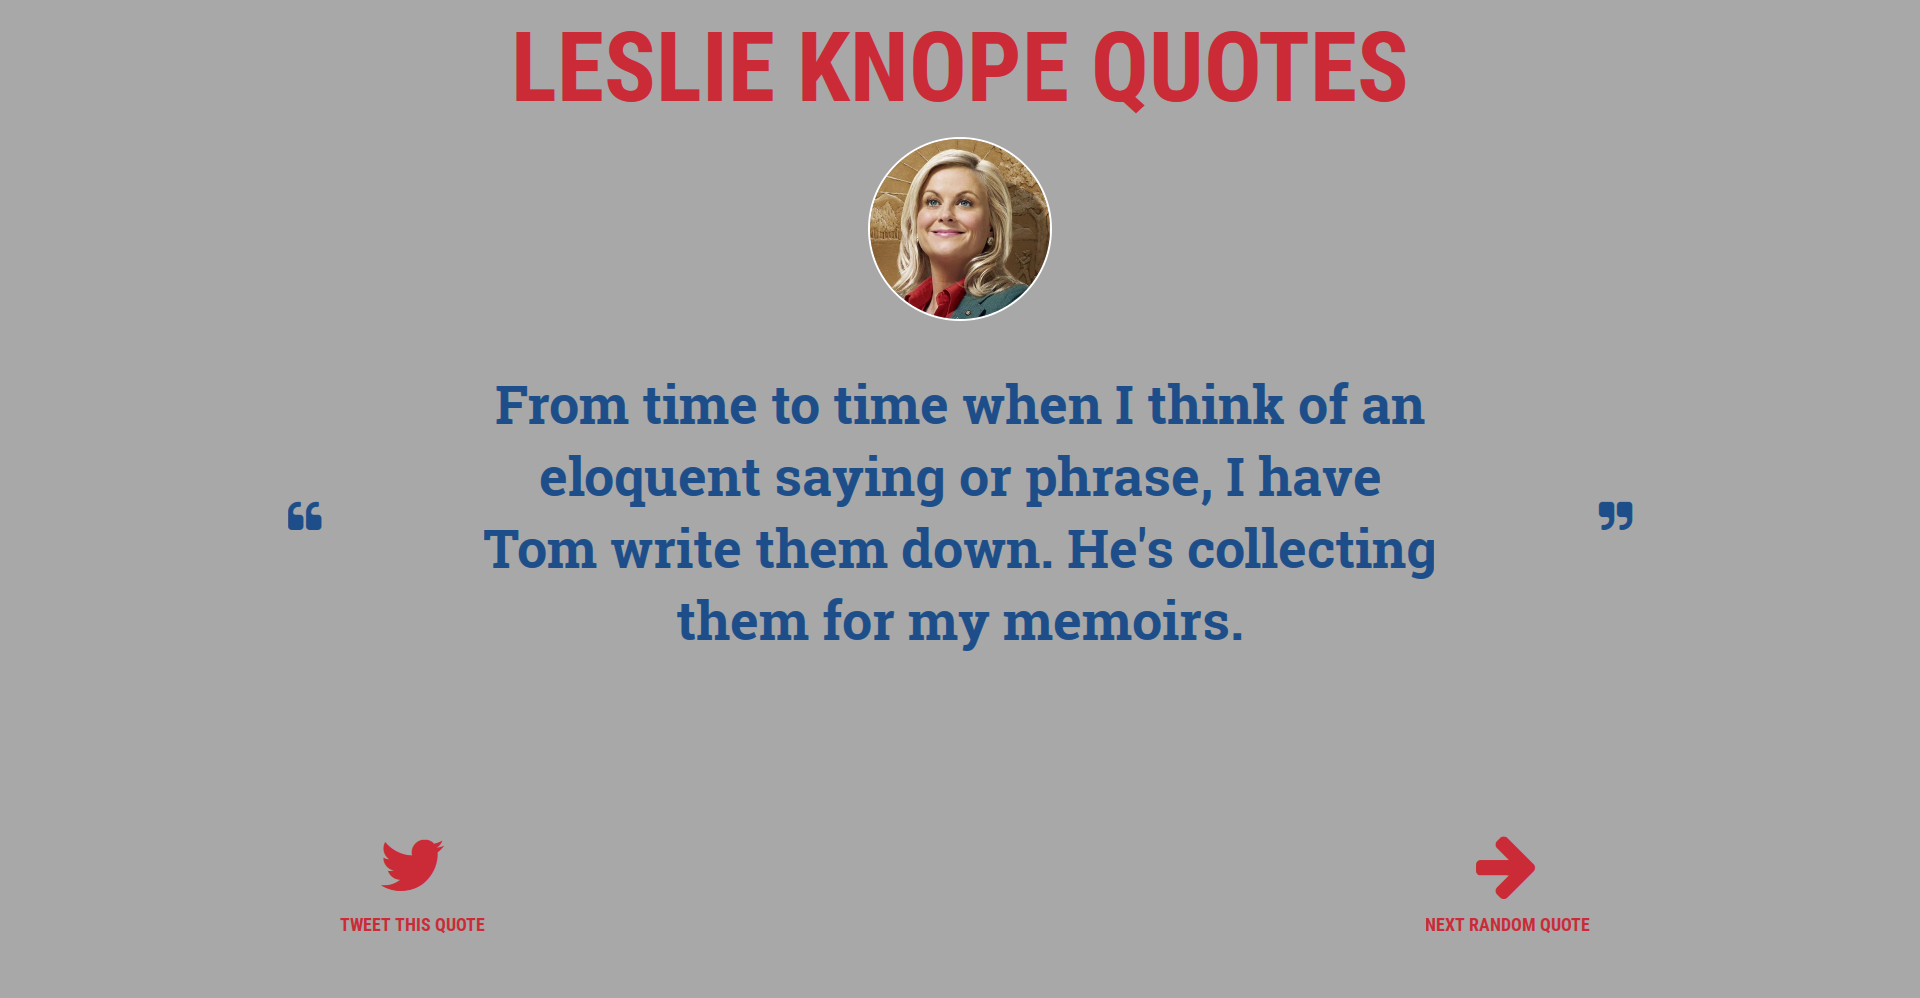 LESLIE KNOPE QUOTES
From time to time when I think of an
eloquent saying or phrase, I have
“ ”
Tom write them down. He's collecting
them for my memoirs.
TWEET THIS QUOTE
NEXT RANDOM QUOTE